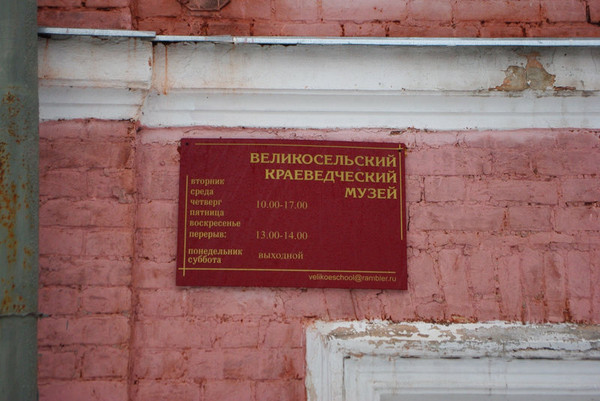 ВЕЛИКОСЕЛЬСКИЙ
КРАЕВЕДЧЕСКИЙ
МУЗЕЙ
вторник
среда
четверг 10.00-17.00
пятница
воскресенье
перерыв: 13.00-14.00
понедельник выходной
суббота
velikoeschool@rambler.ru